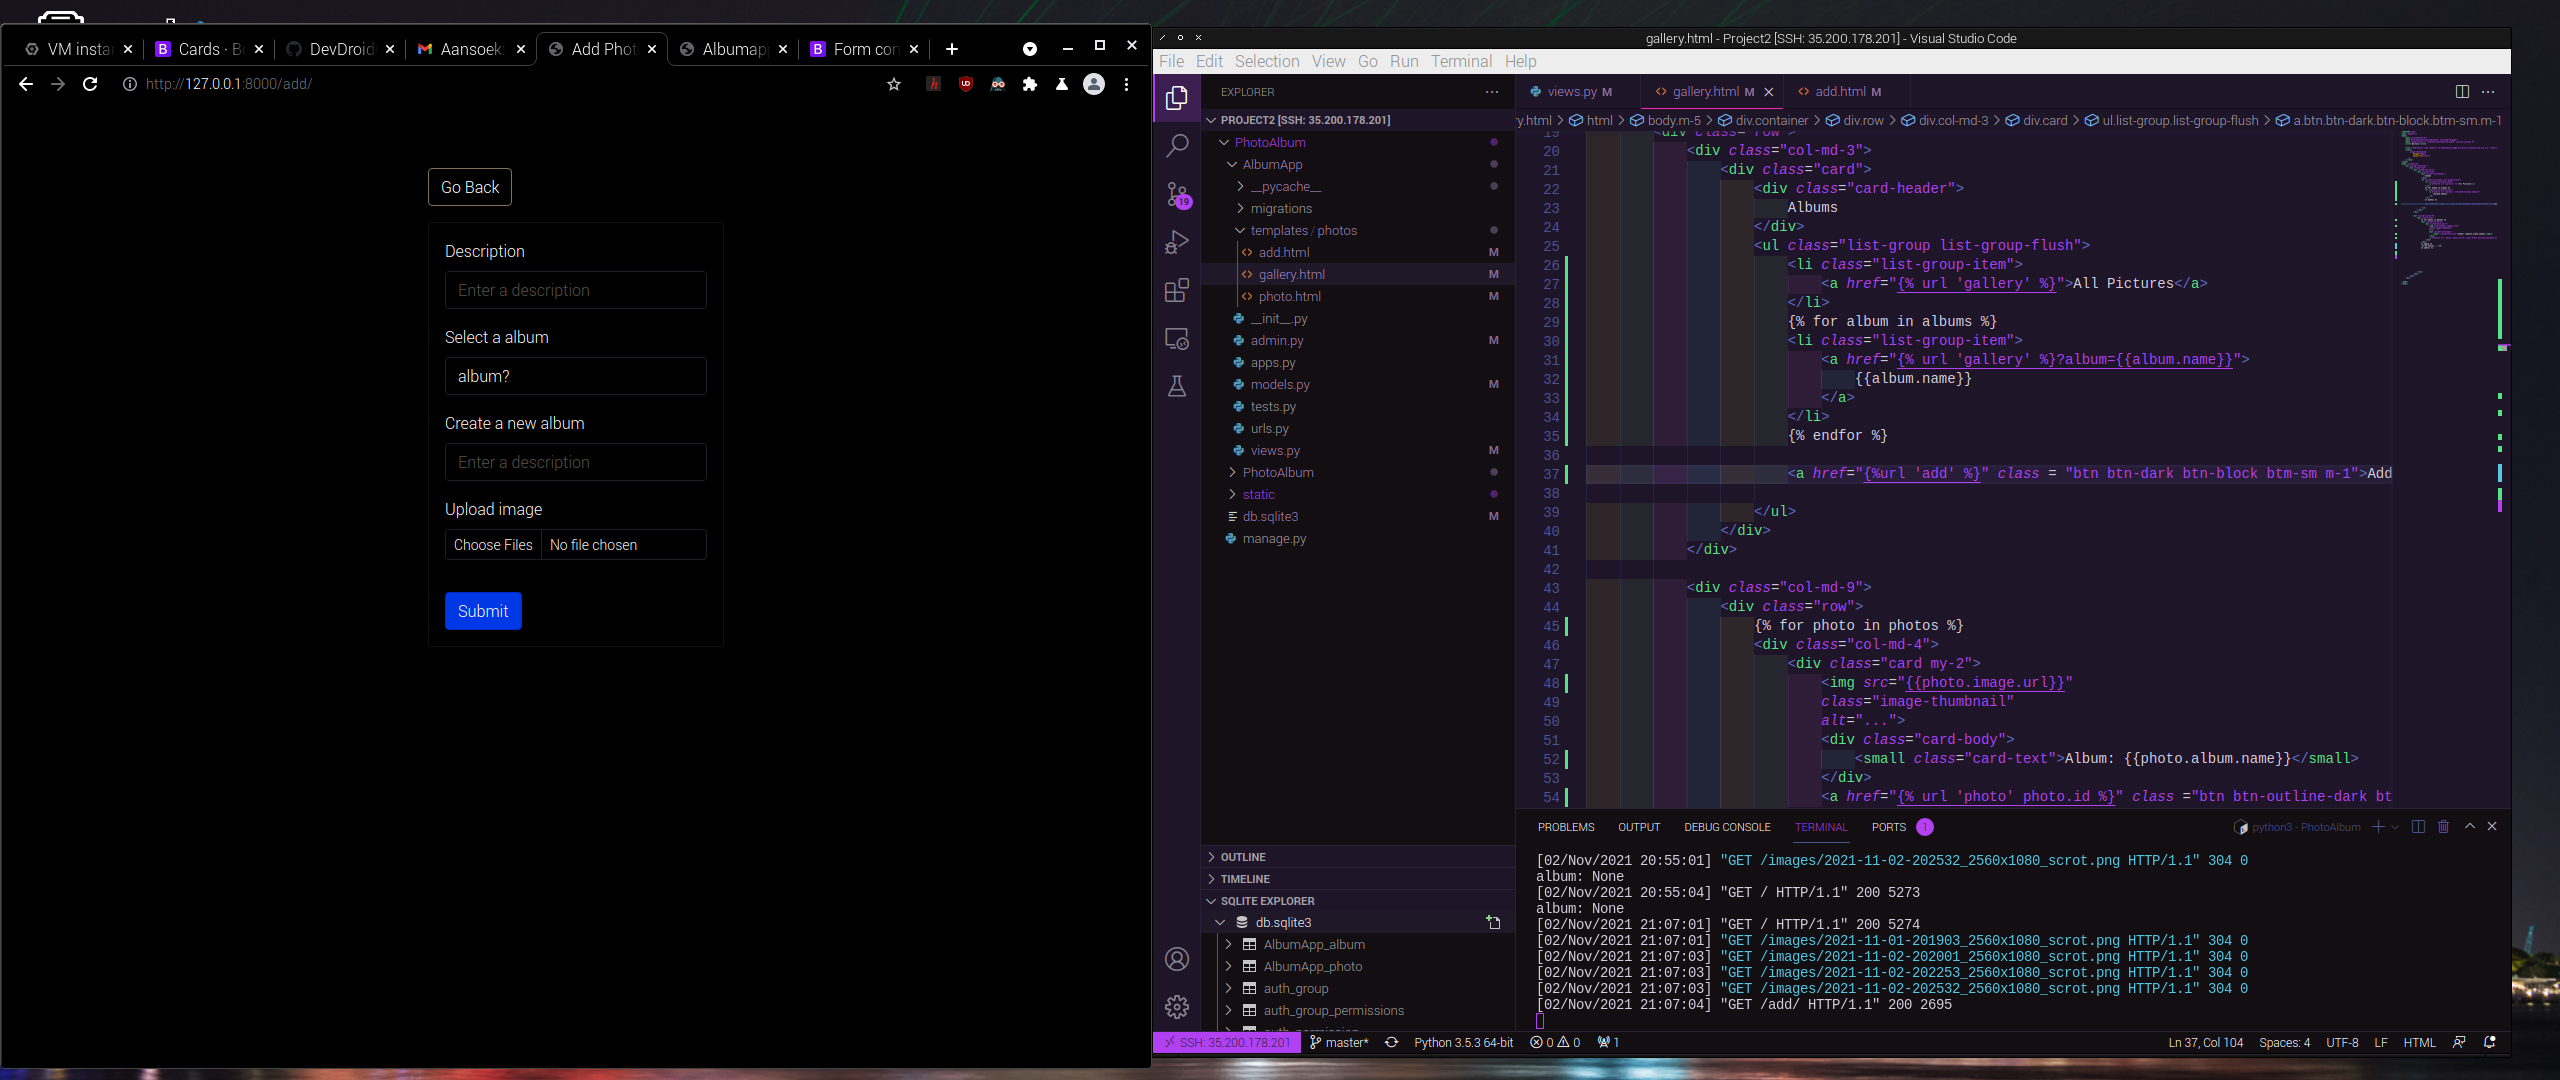 VM instan
Cards · Bo
DevDroid
Aansoek
Add Phot
Albumapp
Form con
http://127.0.0.1:8000/add/
Go Back
Description
Enter a description
Select a album
album?
Create a new album
Enter a description
Upload image
Choose Files No file chosen
Submit
gallery.html - Project2 [SSH: 35.200.178.201] - Visual Studio Code
File Edit Selection View Go Run Terminal Help
EXPLORER
PROJECT2 [SSH: 35.200.178.201]
PhotoAlbum
AlbumApp
__pycache__
migrations
templates / photos
add.html M
gallery.html M
photo.html M
__init__.py
admin.py M
apps.py
models.py M
tests.py
urls.py
views.py M
PhotoAlbum
static
db.sqlite3 M
manage.py
OUTLINE
TIMELINE
SQLITE EXPLORER
db.sqlite3
AlbumApp_album
AlbumApp_photo
auth_group
auth_group_permissions
auth_permission
19
views.py M
gallery.html M
add.html M
ry.html > html > body.m-5 > div.container > div.row > div.col-md-3 > div.card > ul.list-group.list-group-flush > a.btn.btn-dark.btn-block.btm-sm.m-1
19 <div class="row">
20 <div class="col-md-3">
21 <div class="card">
22 <div class="card-header">
23 Albums
24 </div>
25 <ul class="list-group list-group-flush">
26 <li class="list-group-item">
27 <a href="{% url 'gallery' %}">All Pictures</a>
28 </li>
29 {% for album in albums %}
30 <li class="list-group-item">
31 <a href="{% url 'gallery' %}?album={{album.name}}">
32 {{album.name}}
33 </a>
34 </li>
35 {% endfor %}
36
37 <a href="{%url 'add' %}" class = "btn btn-dark btn-block btm-sm m-1">Add
38
39 </ul>
40 </div>
41 </div>
42
43 <div class="col-md-9">
44 <div class="row">
45 {% for photo in photos %}
46 <div class="col-md-4">
47 <div class="card my-2">
48 <img src="{{photo.image.url}}"
49 class="image-thumbnail"
50 alt="...">
51 <div class="card-body">
52 <small class="card-text">Album: {{photo.album.name}}</small>
53 </div>
54 <a href="{% url 'photo' photo.id %}" class ="btn btn-outline-dark bt
PROBLEMS OUTPUT DEBUG CONSOLE TERMINAL PORTS 1
python3 - PhotoAlbum
[02/Nov/2021 20:55:01] "GET /images/2021-11-02-202532_2560x1080_scrot.png HTTP/1.1" 304 0
album: None
[02/Nov/2021 20:55:04] "GET / HTTP/1.1" 200 5273
album: None
[02/Nov/2021 21:07:01] "GET / HTTP/1.1" 200 5274
[02/Nov/2021 21:07:01] "GET /images/2021-11-01-201903_2560x1080_scrot.png HTTP/1.1" 304 0
[02/Nov/2021 21:07:03] "GET /images/2021-11-02-202001_2560x1080_scrot.png HTTP/1.1" 304 0
[02/Nov/2021 21:07:03] "GET /images/2021-11-02-202253_2560x1080_scrot.png HTTP/1.1" 304 0
[02/Nov/2021 21:07:03] "GET /images/2021-11-02-202532_2560x1080_scrot.png HTTP/1.1" 304 0
[02/Nov/2021 21:07:04] "GET /add/ HTTP/1.1" 200 2695
SSH: 35.200.178.201 master* Python 3.5.3 64-bit 0 0 1
Ln 37, Col 104 Spaces: 4 UTF-8 LF HTML